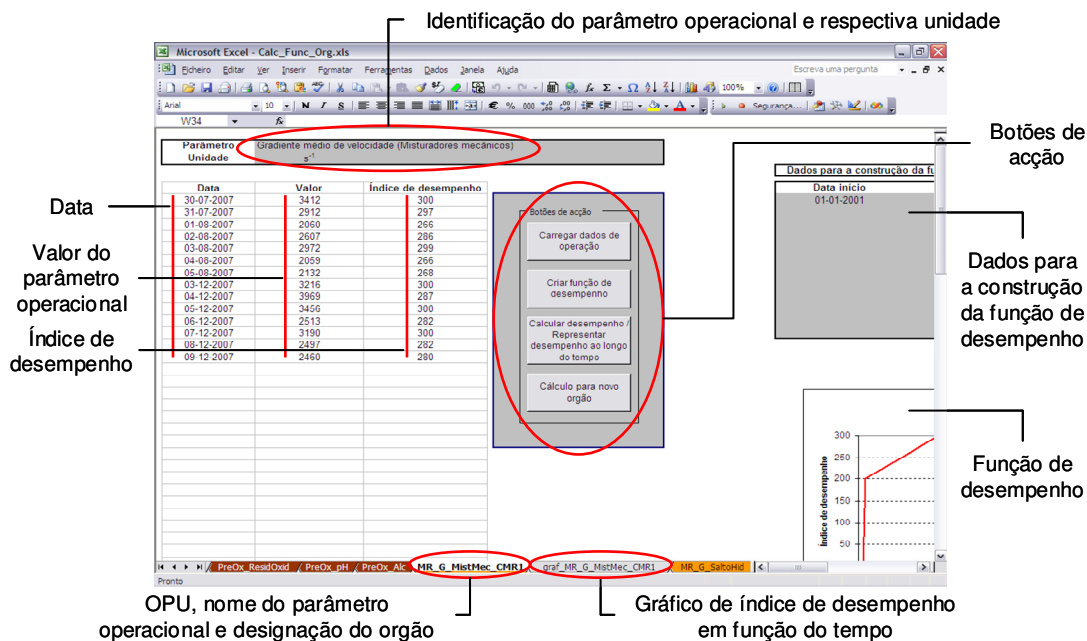 Identificação do parâmetro operacional e respectiva unidade
Microsoft Excel - Calc_Func_Org.xls
Ficheiro Editar Ver Inserir Formatar Ferramentas Dados Janela Ajuda
Escreva uma pergunta
100%
Arial 10 N I S € % 000 Segurança...
W34 fx
Parâmetro Gradiente médio de velocidade (Misturadores mecânicos)
Unidade s-1
Botões de
acção
Dados para a construção da fu
Data início
01-01-2001
Data Valor Índice de desempenho
30-07-2007 3412 300
31-07-2007 2912 297
01-08-2007 2060 266
02-08-2007 2607 286
03-08-2007 2972 299
04-08-2007 2059 266
05-08-2007 2132 268
03-12-2007 3216 300
04-12-2007 3969 287
05-12-2007 3456 300
06-12-2007 2513 282
07-12-2007 3190 300
08-12-2007 2497 282
09-12-2007 2460 280
Data
Valor do
parâmetro
operacional
Índice de
desempenho
Botões de acção
Carregar dados de
operação
Criar função de
desempenho
Calcular desempenho /
Representar
desempenho ao longo
do tempo
Cálculo para novo
orgão
Dados para
a construção
da função de
desempenho
300
250
200
150
100
50
Índice de desempenho
Função de
desempenho
PreOx_ResidOxid PreOx_pH PreOx_Alc MR_G_MistMec_CMR1 graf_MR_G_MistMec_CMR1 MR_G_SaltoHid
Pronto
OPU, nome do parâmetro
operacional e designação do orgão
Gráfico de índice de desempenho
em função do tempo